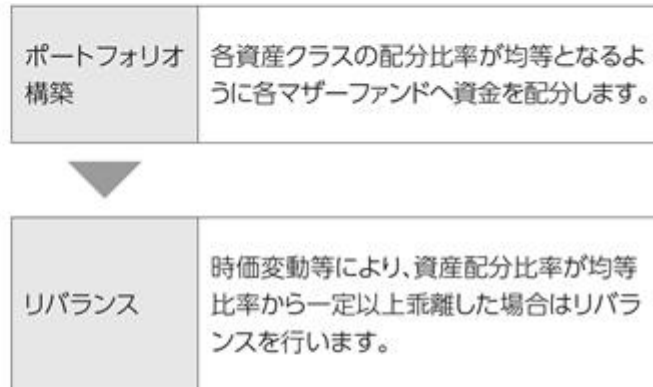 ポートフォリオ
構築
各資産クラスの配分比率が均等となるよ
うに各マザーファンドへ資金を配分します。
リバランス
時価変動等により、資産配分比率が均等
比率から一定以上乖離した場合はリバラ
ンスを行います。